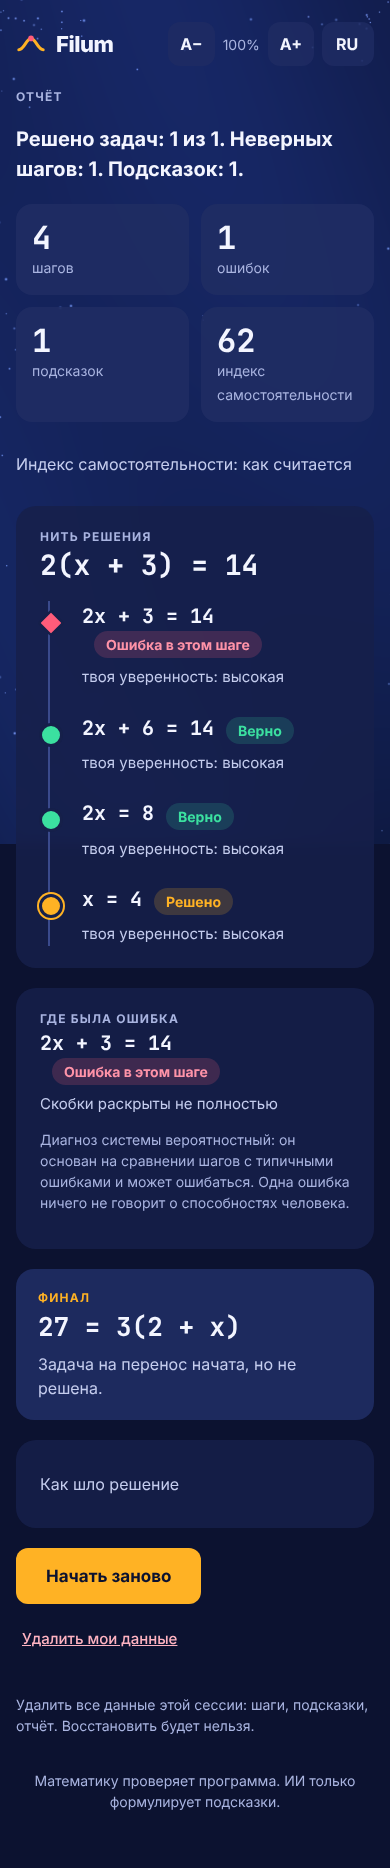 Filum
A−
100%
A+
RU
ОТЧЁТ
Решено задач: 1 из 1. Неверных
шагов: 1. Подсказок: 1.
4
шагов
1
ошибок
1
подсказок
62
индекс
самостоятельности
Индекс самостоятельности: как считается
НИТЬ РЕШЕНИЯ
2(x + 3) = 14
2x + 3 = 14
Ошибка в этом шаге
твоя уверенность: высокая
2x + 6 = 14 Верно
твоя уверенность: высокая
2x = 8 Верно
твоя уверенность: высокая
x = 4 Решено
твоя уверенность: высокая
ГДЕ БЫЛА ОШИБКА
2x + 3 = 14
Ошибка в этом шаге
Скобки раскрыты не полностью
Диагноз системы вероятностный: он
основан на сравнении шагов с типичными
ошибками и может ошибаться. Одна ошибка
ничего не говорит о способностях человека.
ФИНАЛ
27 = 3(2 + x)
Задача на перенос начата, но не
решена.
Как шло решение
Начать заново
Удалить мои данные
Удалить все данные этой сессии: шаги, подсказки,
отчёт. Восстановить будет нельзя.
Математику проверяет программа. ИИ только
формулирует подсказки.